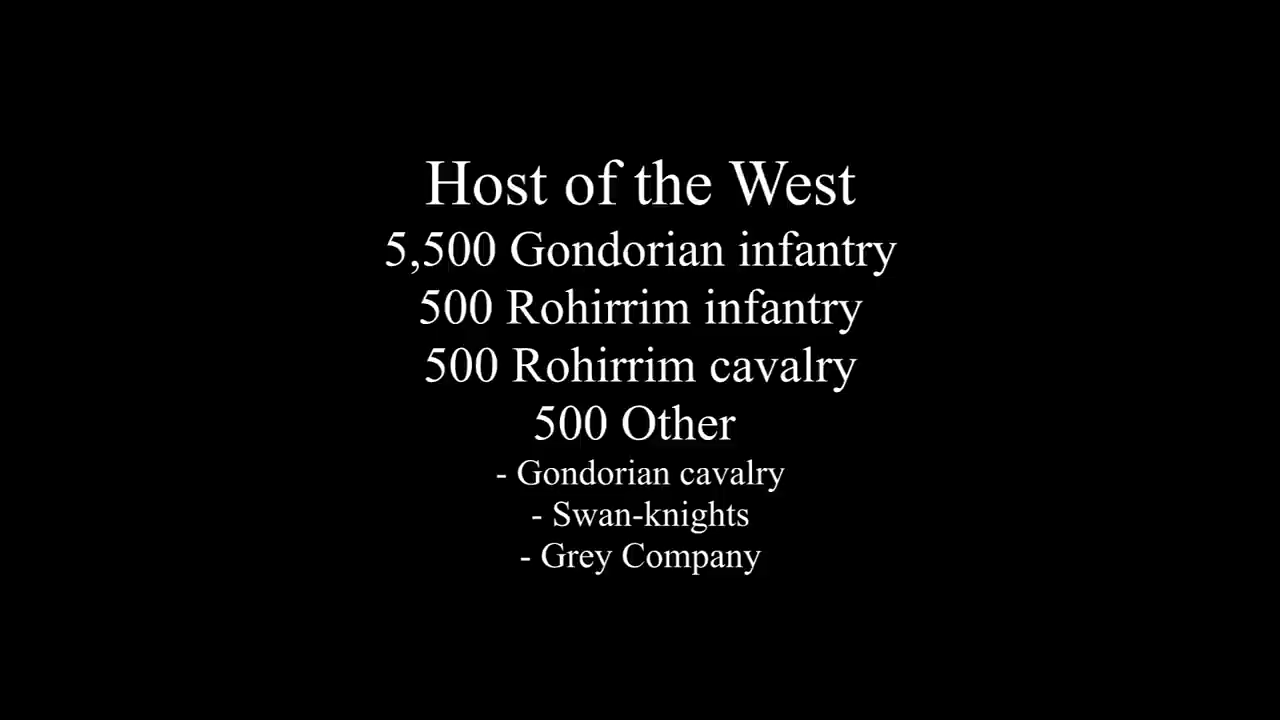 Host of the West
5,500 Gondorian infantry
500 Rohirrim infantry
500 Rohirrim cavalry
500 Other
- Gondorian cavalry
- Swan-knights
- Grey Company